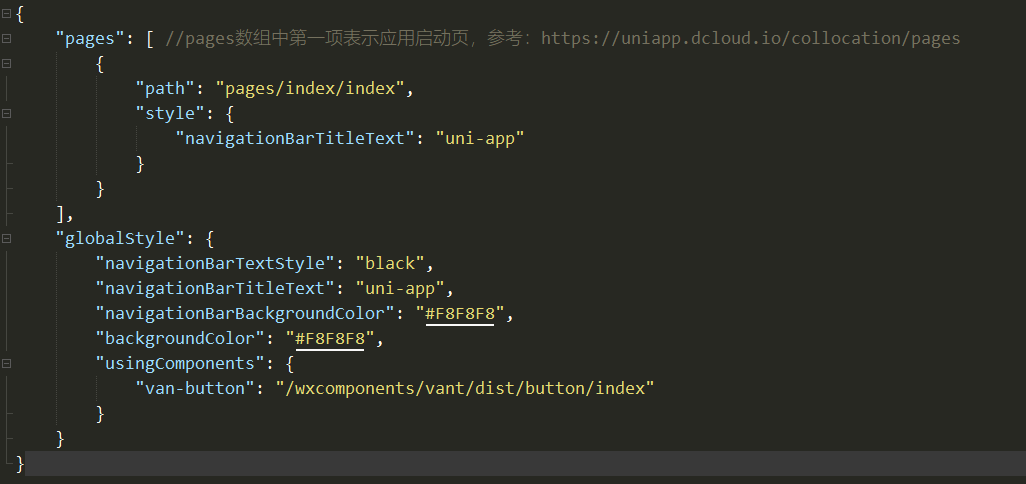 {
"pages": [ //pages数组中第一项表示应用启动页，参考：https://uniapp.dcloud.io/collocation/pages
{
"path": "pages/index/index",
"style": {
"navigationBarTitleText": "uni-app"
}
}
],
"globalStyle": {
"navigationBarTextStyle": "black",
"navigationBarTitleText": "uni-app",
"navigationBarBackgroundColor": "#F8F8F8",
"backgroundColor": "#F8F8F8",
"usingComponents": {
"van-button": "/wxcomponents/vant/dist/button/index"
}
}
}